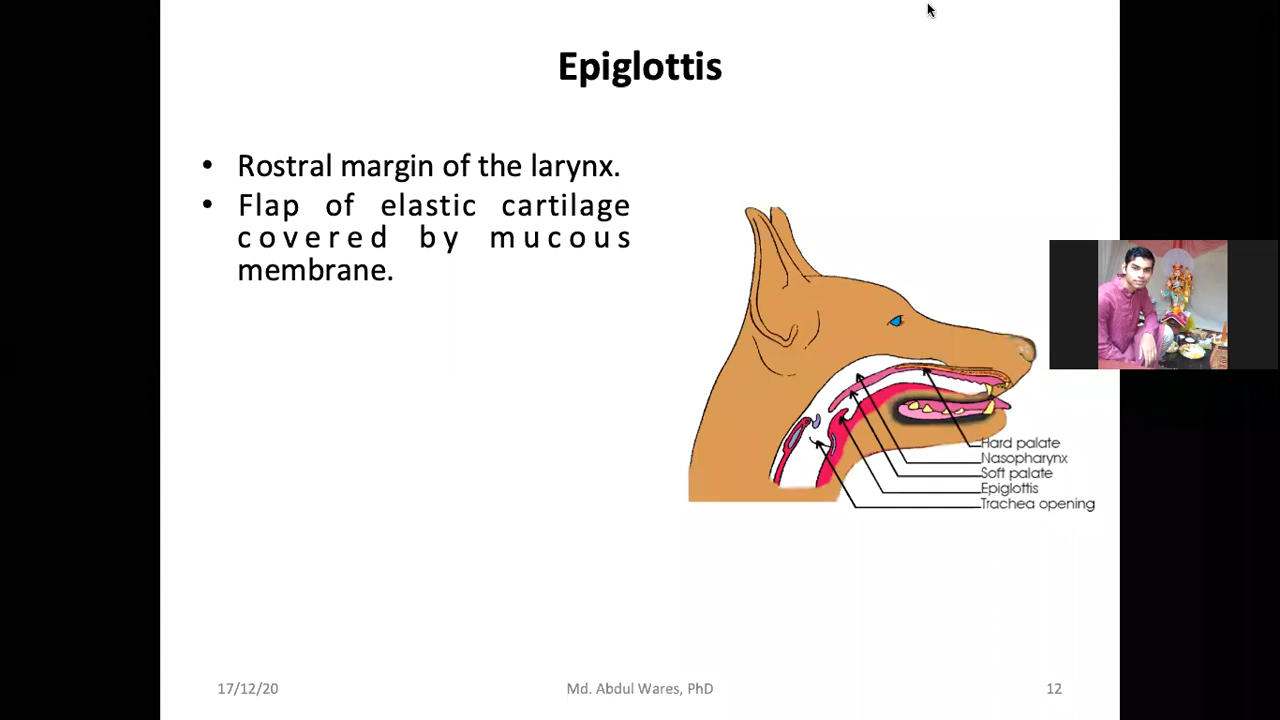 Epiglottis
• Rostral margin of the larynx.
• Flap of elastic cartilage
covered by mucous
membrane.
Hard palate
Nasopharynx
Soft palate
Epiglottis
Trachea opening
17/12/20
Md. Abdul Wares, PhD
12